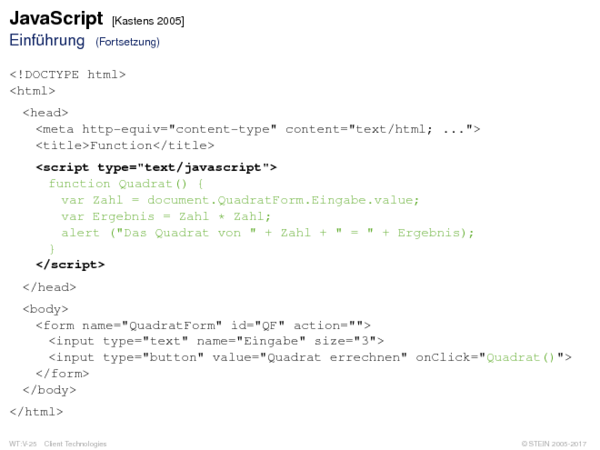 JavaScript [Kastens 2005]
Einführung (Fortsetzung)
<!DOCTYPE html>
<html>
<head>
<meta http-equiv="content-type" content="text/html; ...">
<title>Function</title>
<script type="text/javascript">
function Quadrat() {
var Zahl = document.QuadratForm.Eingabe.value;
var Ergebnis = Zahl * Zahl;
alert ("Das Quadrat von " + Zahl + " = " + Ergebnis);
}
</script>
</head>
<body>
<form name="QuadratForm" id="QF" action="">
<input type="text" name="Eingabe" size="3">
<input type="button" value="Quadrat errechnen" onClick="Quadrat()">
</form>
</body>
</html>
WT:V-25 Client Technologies © STEIN 2005-2017